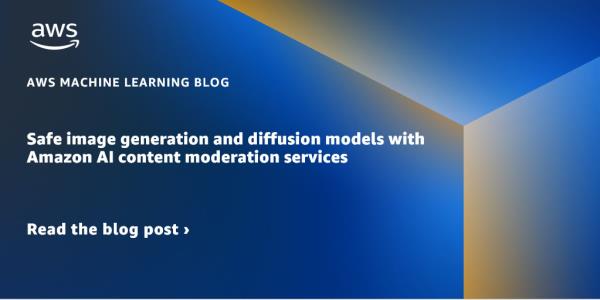 aws
AWS MACHINE LEARNING BLOG
Safe image generation and diffusion models with
Amazon AI content moderation services
Read the blog post ›